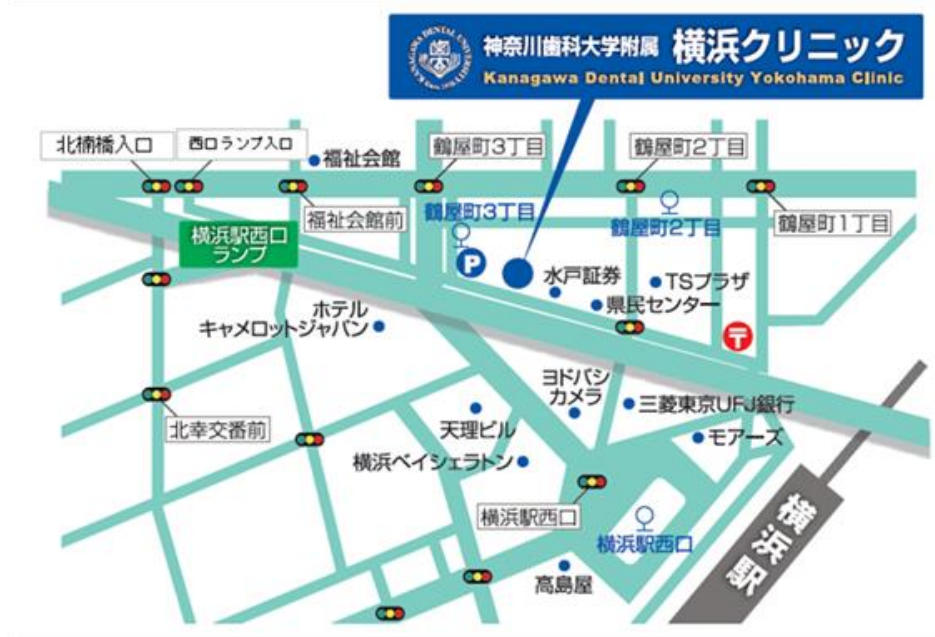 神奈川歯科大学附属 横浜クリニック
Kanagawa Dental University Yokohama Clinic
KANAGAWA DENTAL UNIVERSITY
北楠橋入口
西口ランプ入口
福祉会館
鶴屋町3丁目
鶴屋町2丁目
福祉会館前
鶴屋町3丁目
鶴屋町2丁目
鶴屋町1丁目
横浜駅西口
ランプ
P
水戸証券
TSプラザ
県民センター
ホテル
キャメロットジャパン
〒
ヨドバシ
カメラ
三菱東京UFJ銀行
北幸交番前
天理ビル
モアーズ
横浜ベイシェラトン
横浜駅西口
横浜駅西口
横浜駅
高島屋